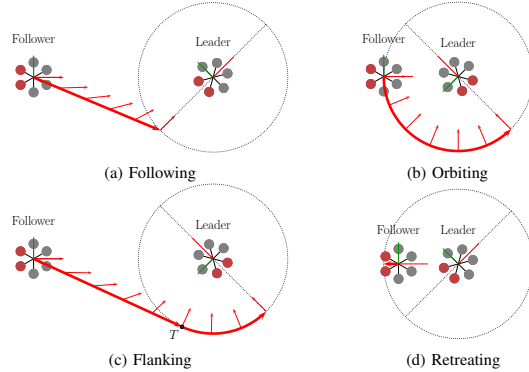 Follower
Leader
(a) Following
Follower
Leader
(b) Orbiting
Follower
Leader
T
(c) Flanking
Follower
Leader
(d) Retreating